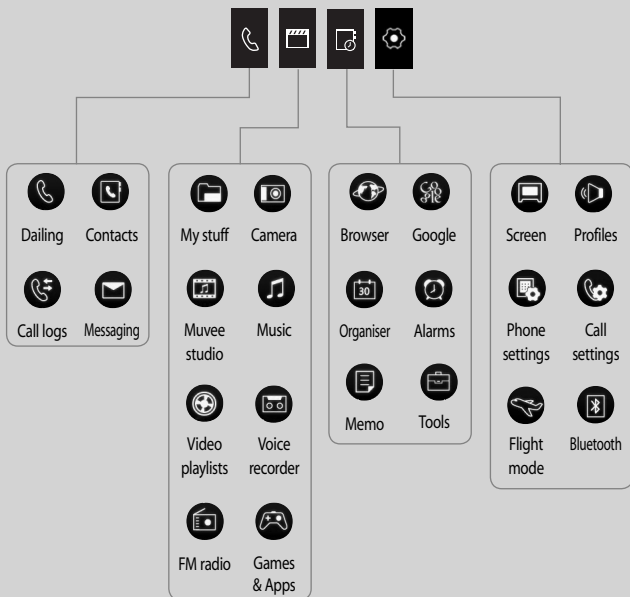 Dailing Contacts
Call logs Messaging
My stuff Camera
Muvee
studio
Music
Video
playlists
Voice
recorder
FM radio
Games
& Apps
Browser Google
30
Organiser Alarms
Memo Tools
Screen Profiles
Phone
settings
Call
settings
Flight
mode
Bluetooth